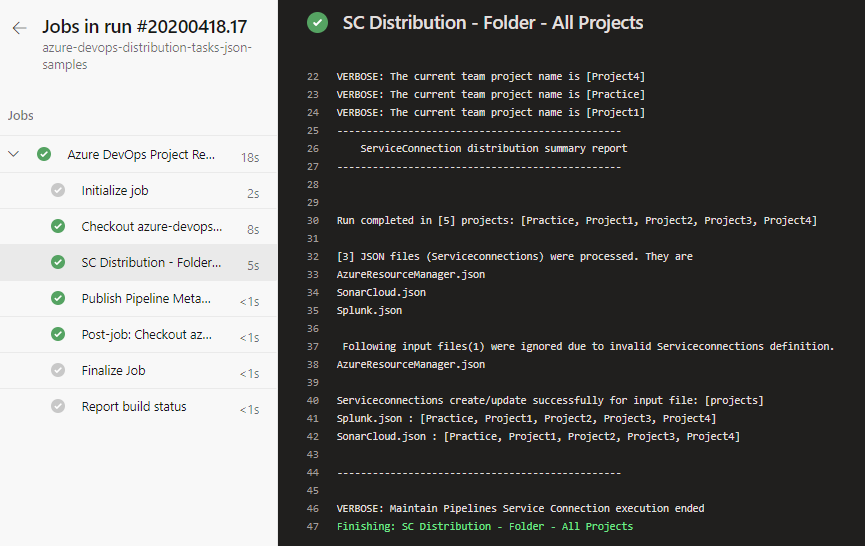 Jobs in run #20200418.17
azure-devops-distribution-tasks-json-
samples
Jobs
Azure DevOps Project Re... 18s
Initialize job 2s
Checkout azure-devops... 8s
SC Distribution - Folder... 5s
Publish Pipeline Meta... <1s
Post-job: Checkout az... <1s
Finalize Job <1s
Report build status <1s
SC Distribution - Folder - All Projects
22 VERBOSE: The current team project name is [Project4]
23 VERBOSE: The current team project name is [Practice]
24 VERBOSE: The current team project name is [Project1]
25 ------------------------------------------------
26 ServiceConnection distribution summary report
27 ------------------------------------------------
28
29
30 Run completed in [5] projects: [Practice, Project1, Project2, Project3, Project4]
31
32 [3] JSON files (Serviceconnections) were processed. They are
33 AzureResourceManager.json
34 SonarCloud.json
35 Splunk.json
36
37 Following input files(1) were ignored due to invalid Serviceconnections definition.
38 AzureResourceManager.json
39
40 Serviceconnections create/update successfully for input file: [projects]
41 Splunk.json : [Practice, Project1, Project2, Project3, Project4]
42 SonarCloud.json : [Practice, Project1, Project2, Project3, Project4]
43
44 ------------------------------------------------
45
46 VERBOSE: Maintain Pipelines Service Connection execution ended
47 Finishing: SC Distribution - Folder - All Projects